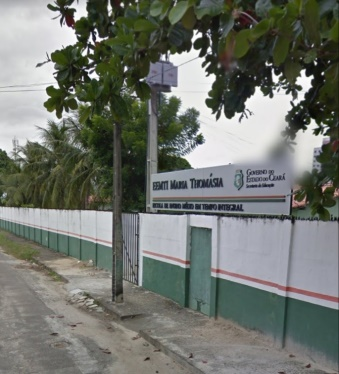 EEMTI MARIA THOMÁSIA
GOVERNO DO
ESTADO DO CEARÁ
Secretaria da Educação
ESCOLA DE ENSINO MÉDIO EM TEMPO INTEGRAL